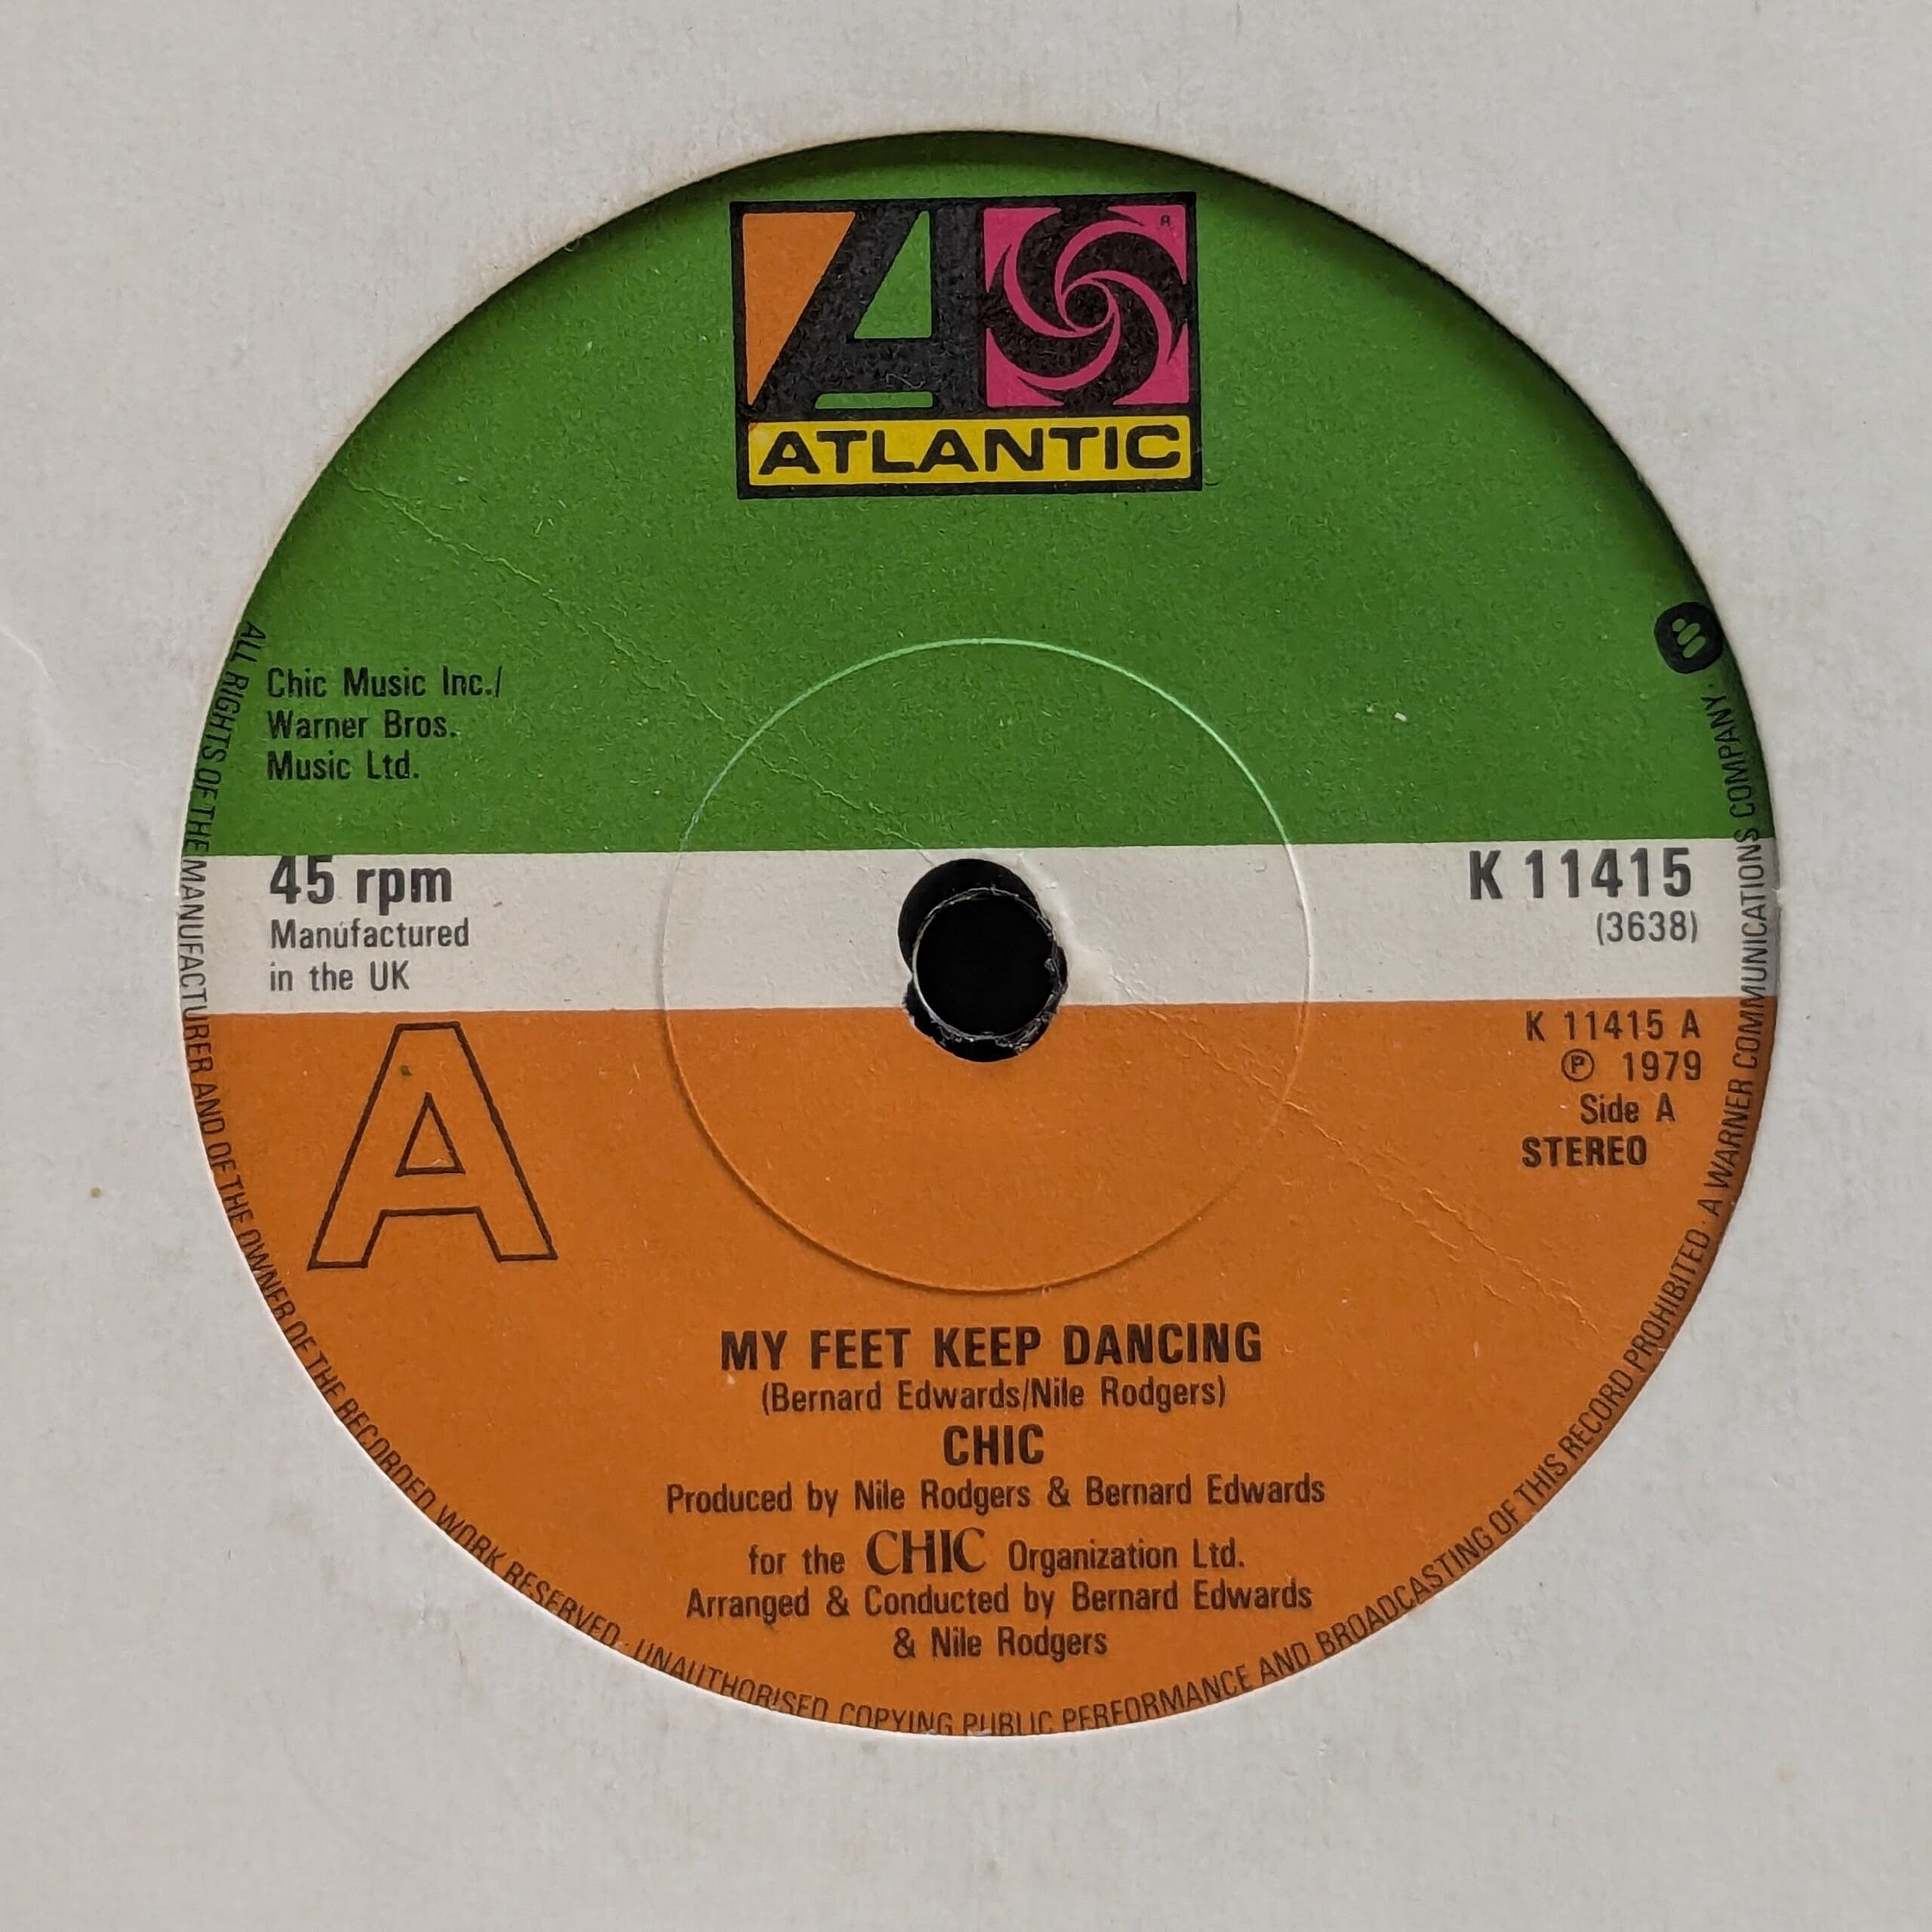 ATLANTIC
Chic Music Inc./
Warner Bros.
Music Ltd.
45 rpm
Manufactured
in the UK
K 11415
(3638)
K 11415 A
Ⓟ 1979
Side A
STEREO
A
MY FEET KEEP DANCING
(Bernard Edwards/Nile Rodgers)
CHIC
Produced by Nile Rodgers & Bernard Edwards
for the CHIC Organization Ltd.
Arranged & Conducted by Bernard Edwards
& Nile Rodgers
ALL RIGHTS OF THE MANUFACTURER AND OF THE OWNER OF THE RECORDED WORK RESERVED · UNAUTHORISED COPYING PUBLIC PERFORMANCE AND BROADCASTING OF THIS RECORD PROHIBITED · A WARNER COMMUNICATIONS COMPANY ·